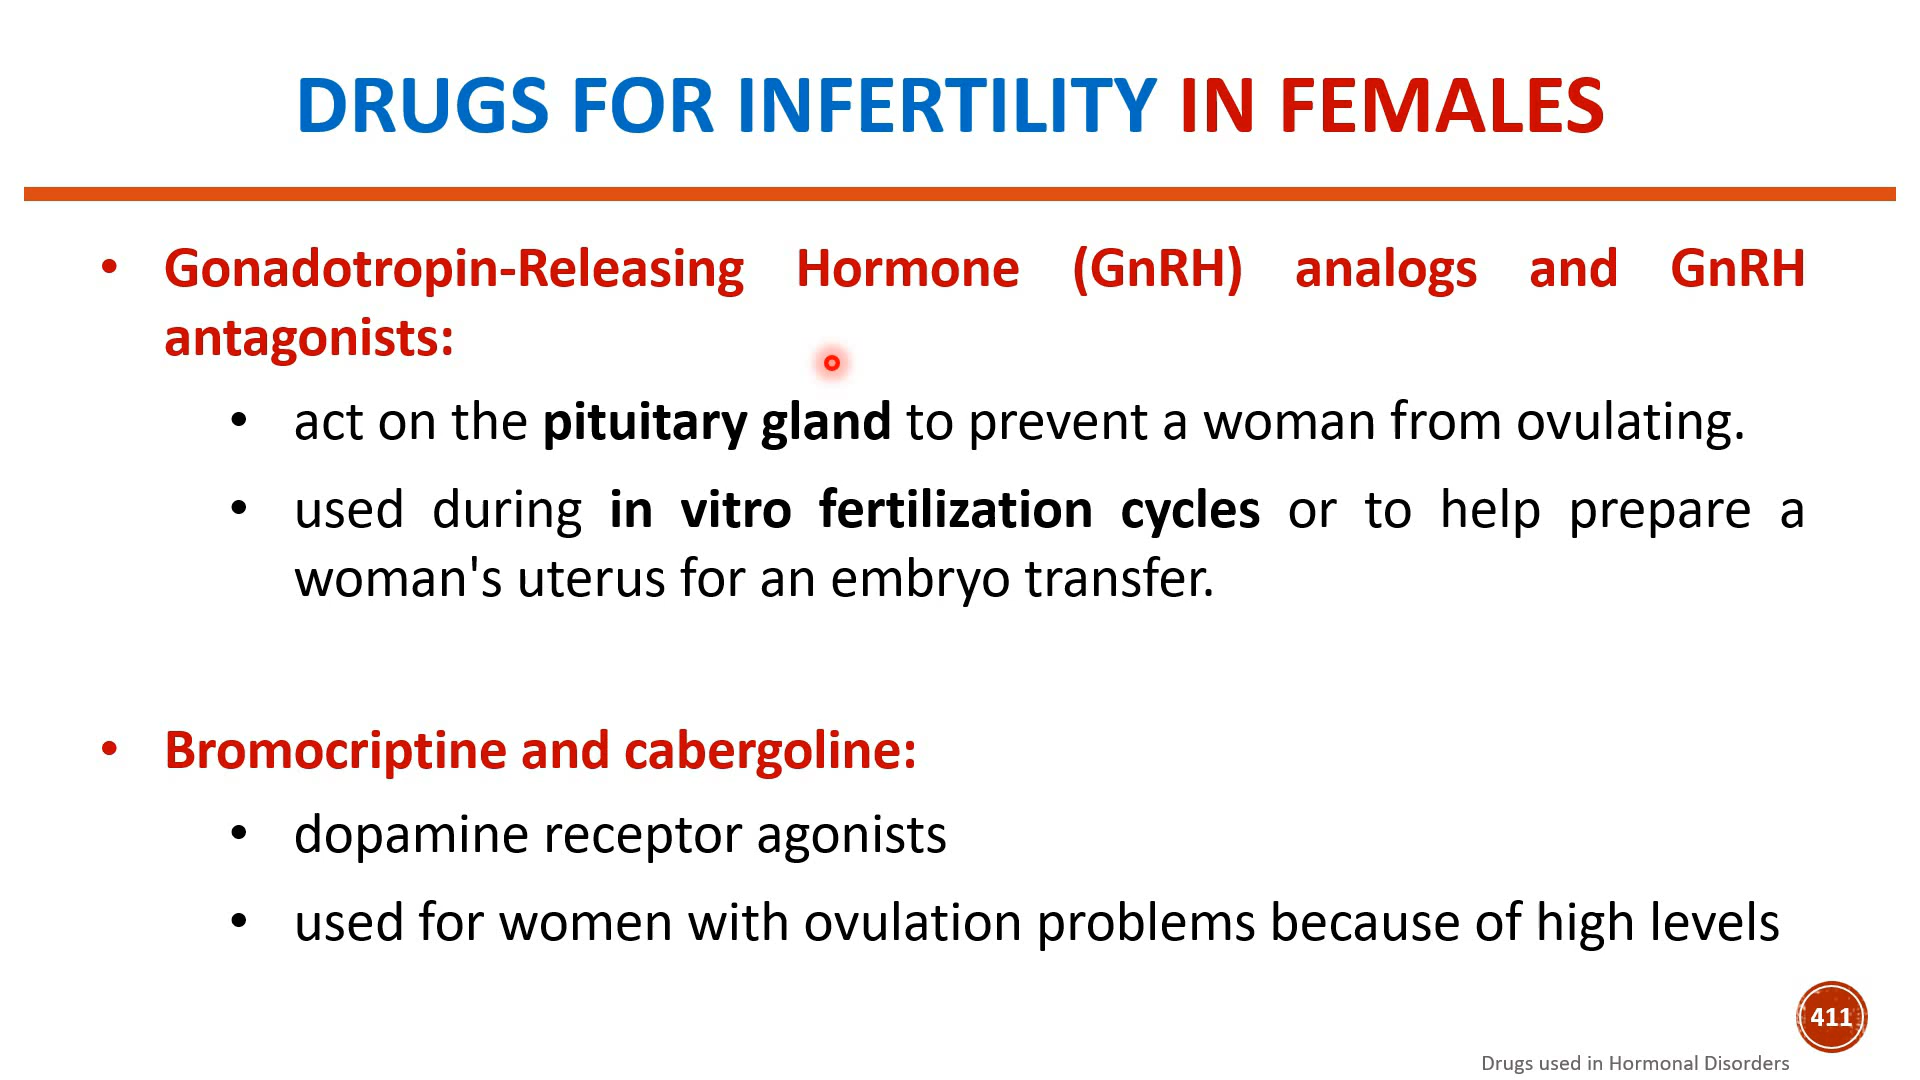 DRUGS FOR INFERTILITY IN FEMALES
• Gonadotropin-Releasing Hormone (GnRH) analogs and GnRH
antagonists:
• act on the pituitary gland to prevent a woman from ovulating.
• used during in vitro fertilization cycles or to help prepare a
woman's uterus for an embryo transfer.
• Bromocriptine and cabergoline:
• dopamine receptor agonists
• used for women with ovulation problems because of high levels
411
Drugs used in Hormonal Disorders